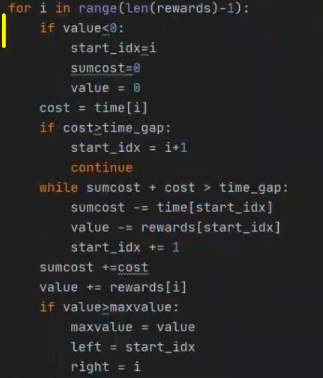 for i in range(len(rewards)-1):
    if value<0:
        start_idx=i
        sumcost=0
        value = 0
    cost = time[i]
    if cost>time_gap:
        start_idx = i+1
        continue
    while sumcost + cost > time_gap:
        sumcost -= time[start_idx]
        value -= rewards[start_idx]
        start_idx += 1
    sumcost +=cost
    value += rewards[i]
    if value>maxvalue:
        maxvalue = value
        left = start_idx
        right = i